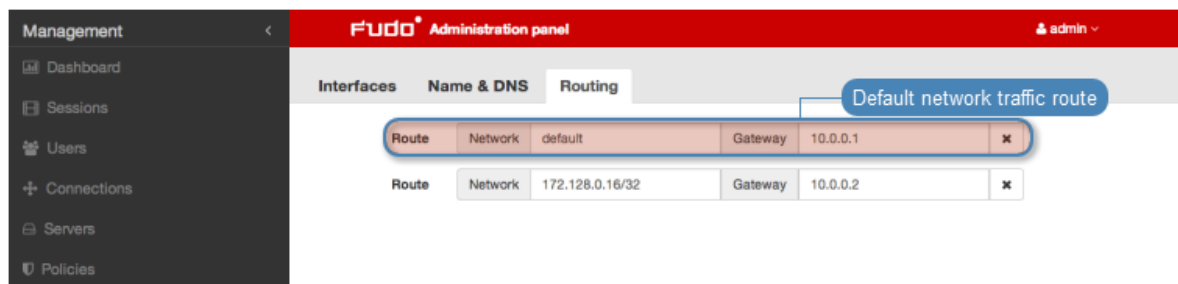 Management
FUDO Administration panel
admin
Dashboard
Sessions
Users
Connections
Servers
Policies
Interfaces Name & DNS Routing
Default network traffic route
Route Network default Gateway 10.0.0.1
Route Network 172.128.0.16/32 Gateway 10.0.0.2